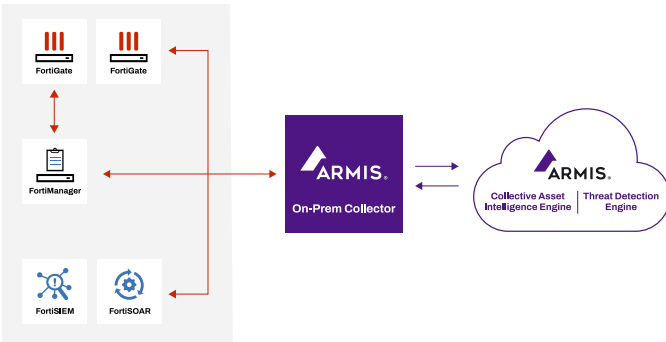 FortiGate
FortiGate
FortiManager
FortiSIEM
FortiSOAR
ARMIS.
On-Prem Collector
ARMIS.
Collective Asset
Intelligence Engine
Threat Detection
Engine